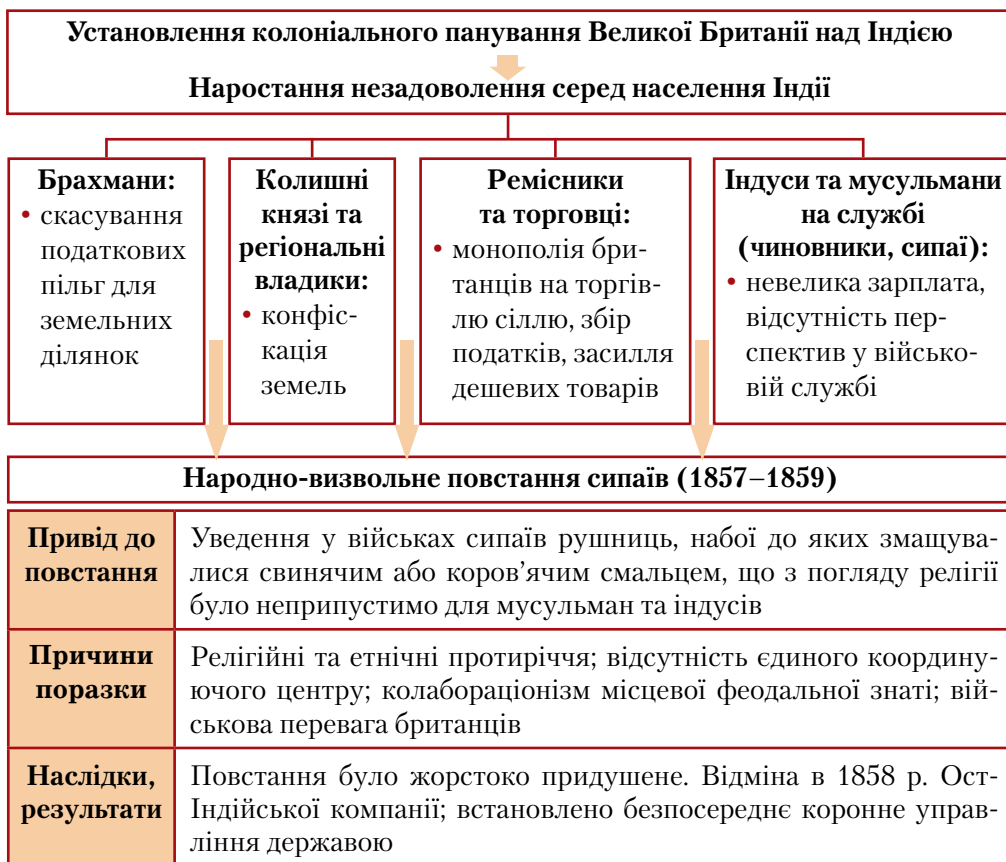 Установлення колоніального панування Великої Британії над Індією
Наростання незадоволення серед населення Індії
Брахмани:
• скасування
податкових
пільг для
земельних
ділянок
Колишні
князі та
регіональні
владики:
• конфіс-
кація
земель
Ремісники
та торговці:
• монополія бри-
танців на торгів-
лю сіллю, збір
податків, засилля
дешевих товарів
Індуси та мусульмани
на службі
(чиновники, сипаї):
• невелика зарплата,
відсутність пер-
спектив у військо-
вій службі
Народно-визвольне повстання сипаїв (1857–1859)
Привід до
повстання
Уведення у військах сипаїв рушниць, набої до яких змащува-
лися свинячим або коров’ячим смальцем, що з погляду релігії
було неприпустимо для мусульман та індусів
Причини
поразки
Релігійні та етнічні протиріччя; відсутність єдиного координу-
ючого центру; колабораціонізм місцевої феодальної знаті; вій-
ськова перевага британців
Наслідки,
результати
Повстання було жорстоко придушене. Відміна в 1858 р. Ост-
Індійської компанії; встановлено безпосереднє коронне управ-
ління державою